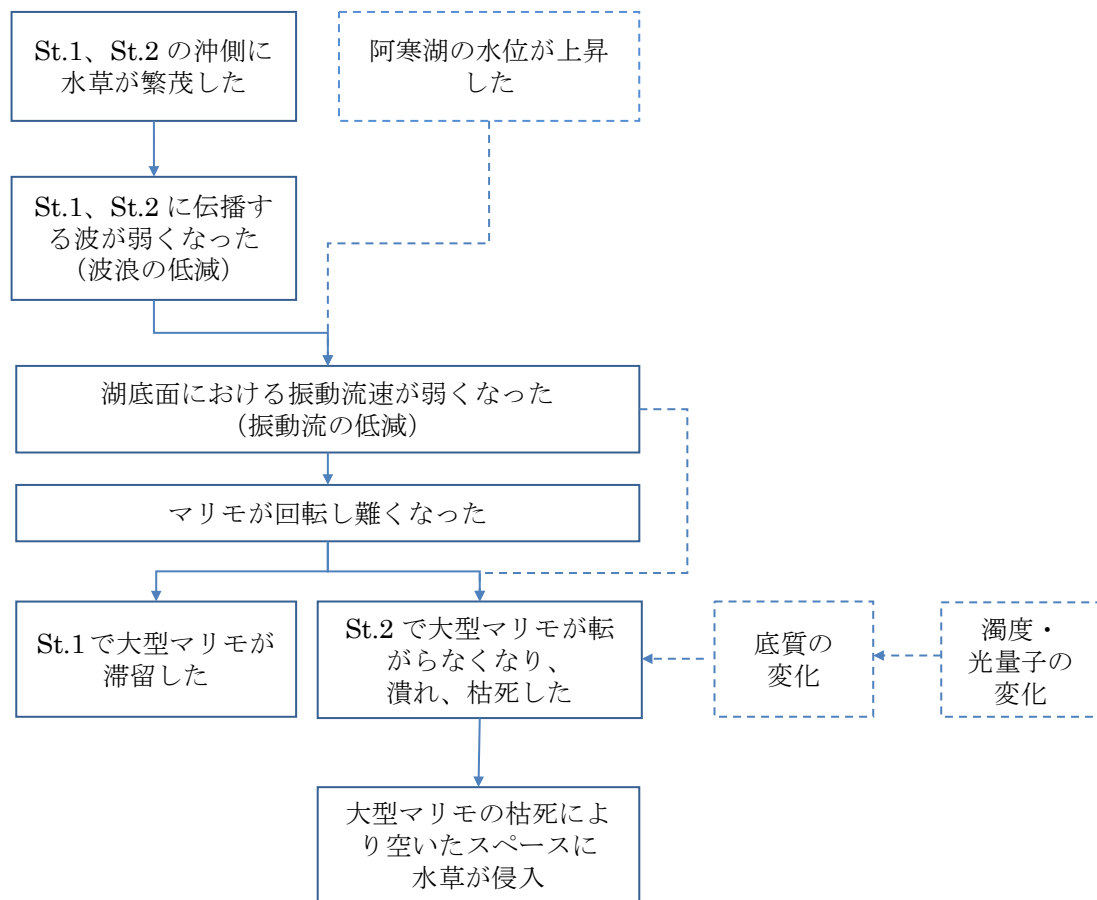 St.1、St.2 の沖側に
水草が繁茂した
阿寒湖の水位が上昇
した
St.1、St.2 に伝播す
る波が弱くなった
（波浪の低減）
湖底面における振動流速が弱くなった
（振動流の低減）
マリモが回転し難くなった
St.1 で大型マリモが
滞留した
St.2 で大型マリモが転
がらなくなり、
潰れ、枯死した
底質の
変化
濁度・
光量子の
変化
大型マリモの枯死によ
り空いたスペースに
水草が侵入